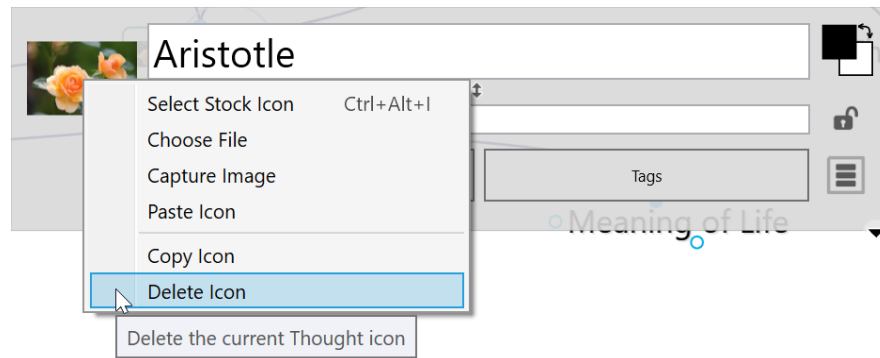 Aristotle
Select Stock Icon Ctrl+Alt+I
Choose File
Capture Image
Paste Icon
Copy Icon
Delete Icon
Delete the current Thought icon
Tags
Meaning of Life